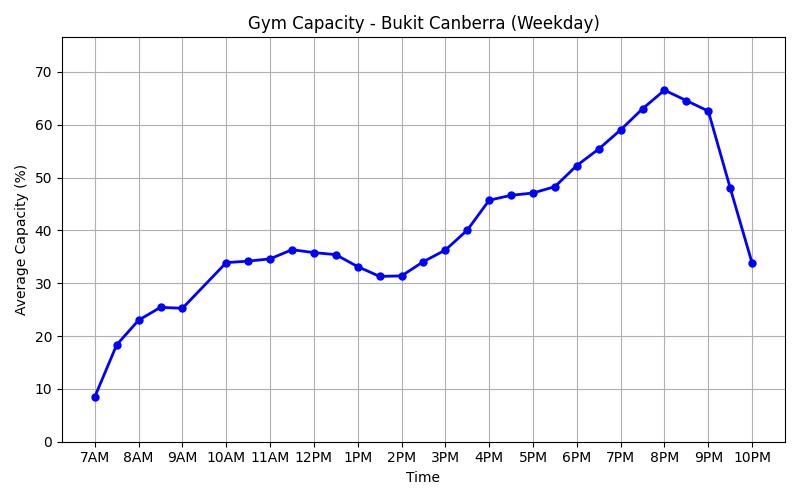 Gym Capacity - Bukit Canberra (Weekday)
Average Capacity (%)
70
60
50
40
30
20
10
0
7AM 8AM 9AM 10AM 11AM 12PM 1PM 2PM 3PM 4PM 5PM 6PM 7PM 8PM 9PM 10PM
Time